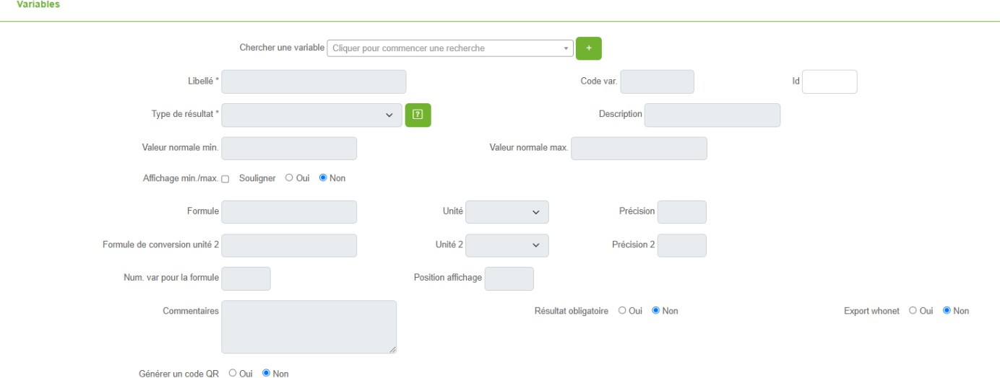 Variables
Chercher une variable Cliquer pour commencer une recherche +
Libellé * Code var. Id
Type de résultat * ? Description
Valeur normale min. Valeur normale max.
Affichage min./max. Souligner Oui Non
Formule Unité Précision
Formule de conversion unité 2 Unité 2 Précision 2
Num. var pour la formule Position affichage
Commentaires Résultat obligatoire Oui Non Export whonet Oui Non
Générer un code QR Oui Non